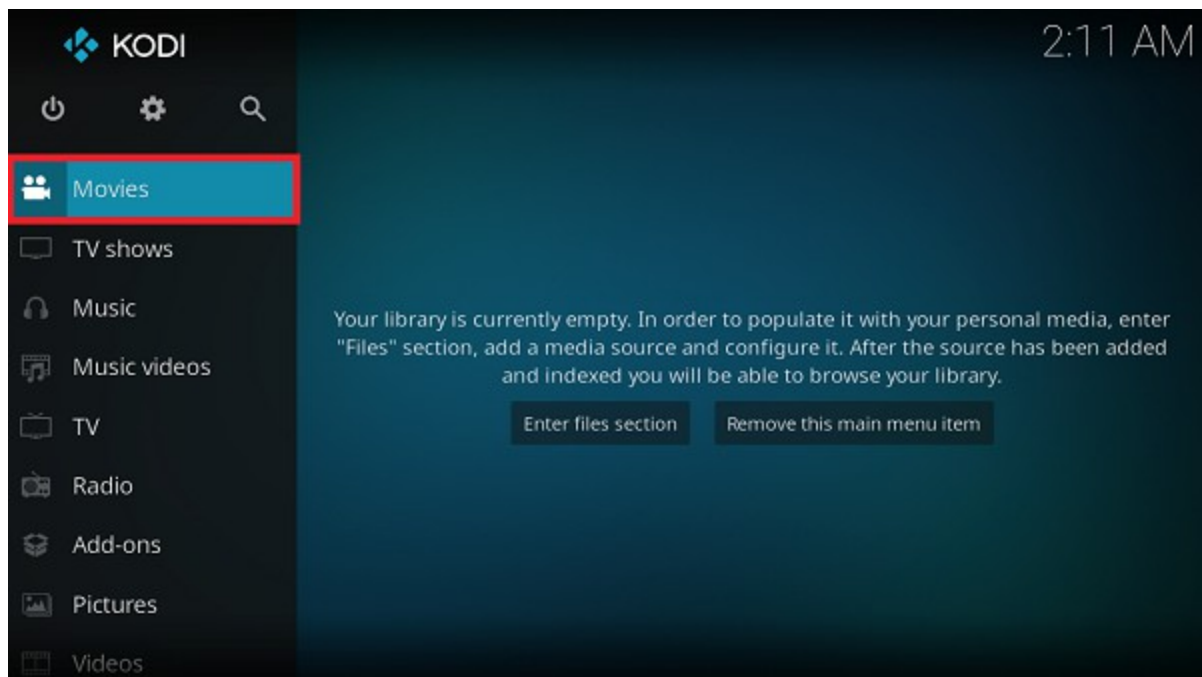 KODI
2:11 AM
Movies
TV shows
Music
Music videos
TV
Radio
Add-ons
Pictures
Videos
Your library is currently empty. In order to populate it with your personal media, enter
"Files" section, add a media source and configure it. After the source has been added
and indexed you will be able to browse your library.
Enter files section
Remove this main menu item